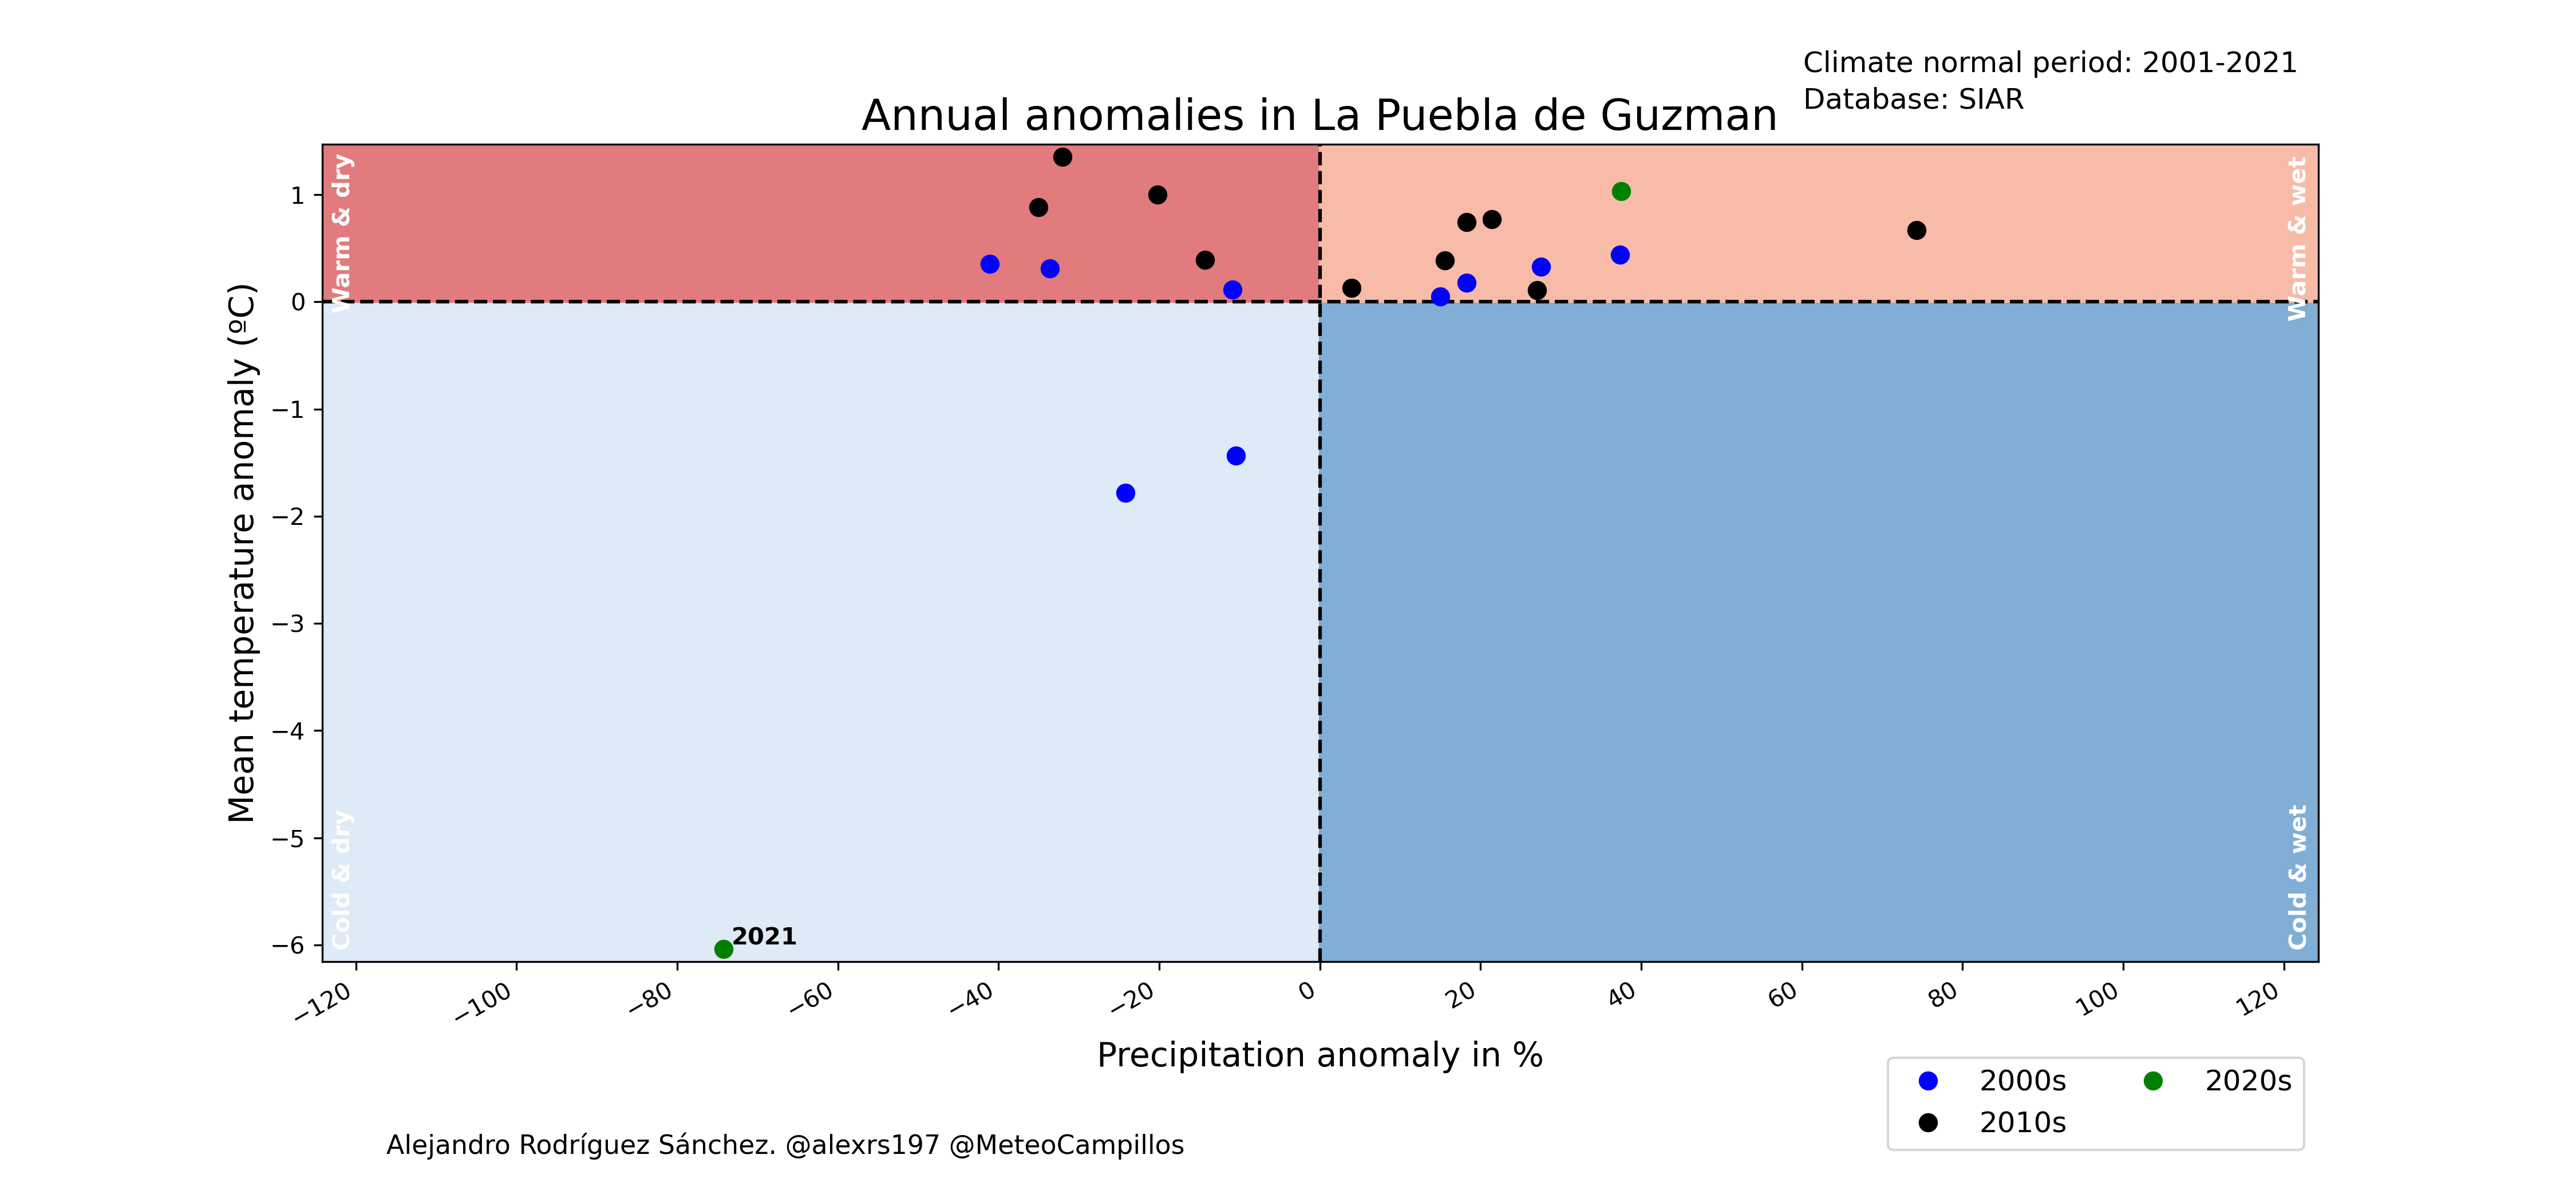 Climate normal period: 2001-2021
Database: SIAR
Annual anomalies in La Puebla de Guzman
Warm & dry
Warm & wet
Cold & dry
Cold & wet
Mean temperature anomaly (ºC)
1
0
−1
−2
−3
−4
−5
−6
2021
−120
−100
−80
−60
−40
−20
0
20
40
60
80
100
120
Precipitation anomaly in %
2000s
2010s
2020s
Alejandro Rodríguez Sánchez. @alexrs197 @MeteoCampillos